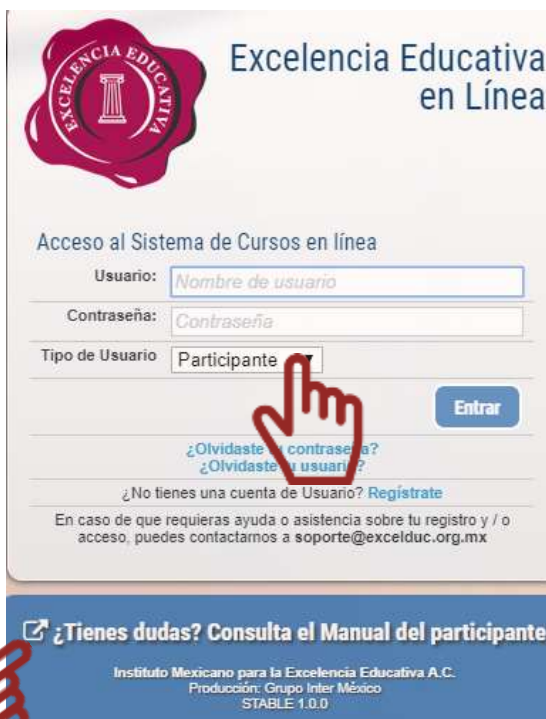 EXCELENCIA EDUCATIVA
Excelencia Educativa
en Línea
Acceso al Sistema de Cursos en línea
Usuario: Nombre de usuario
Contraseña: Contraseña
Tipo de Usuario Participante
Entrar
¿Olvidaste tu contraseña?
¿Olvidaste tu usuario?
¿No tienes una cuenta de Usuario? Regístrate
En caso de que requieras ayuda o asistencia sobre tu registro y / o
acceso, puedes contactarnos a soporte@excelduc.org.mx
¿Tienes dudas? Consulta el Manual del participante
Instituto Mexicano para la Excelencia Educativa A.C.
Producción: Grupo Inter México
STABLE 1.0.0